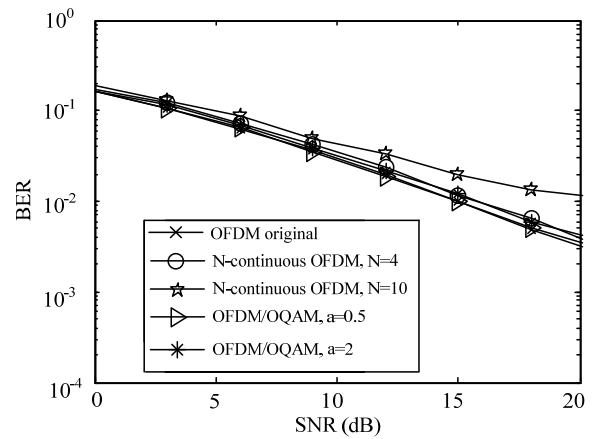 10^0
10^-1
10^-2
10^-3
10^-4
BER
OFDM original
N-continuous OFDM, N=4
N-continuous OFDM, N=10
OFDM/OQAM, a=0.5
OFDM/OQAM, a=2
0 5 10 15 20
SNR (dB)